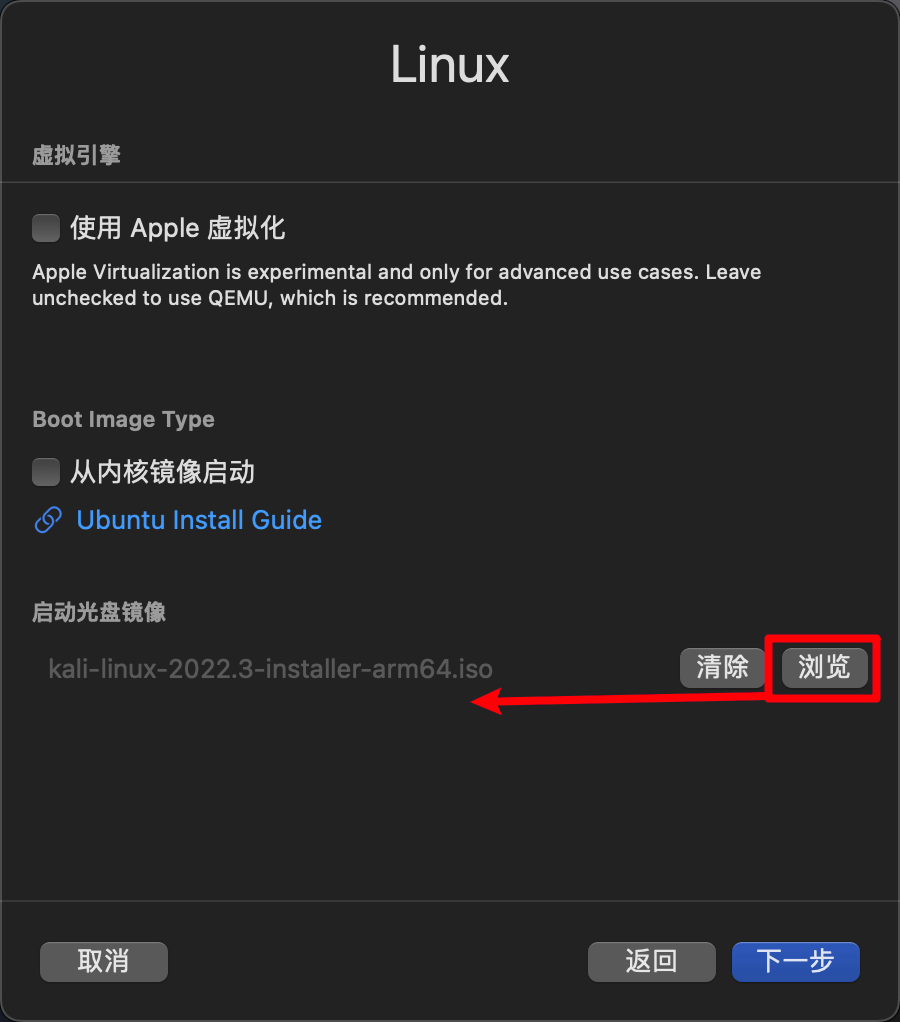 Linux
虚拟引擎
使用 Apple 虚拟化
Apple Virtualization is experimental and only for advanced use cases. Leave
unchecked to use QEMU, which is recommended.
Boot Image Type
从内核镜像启动
Ubuntu Install Guide
启动光盘镜像
kali-linux-2022.3-installer-arm64.iso 清除 浏览
取消 返回 下一步